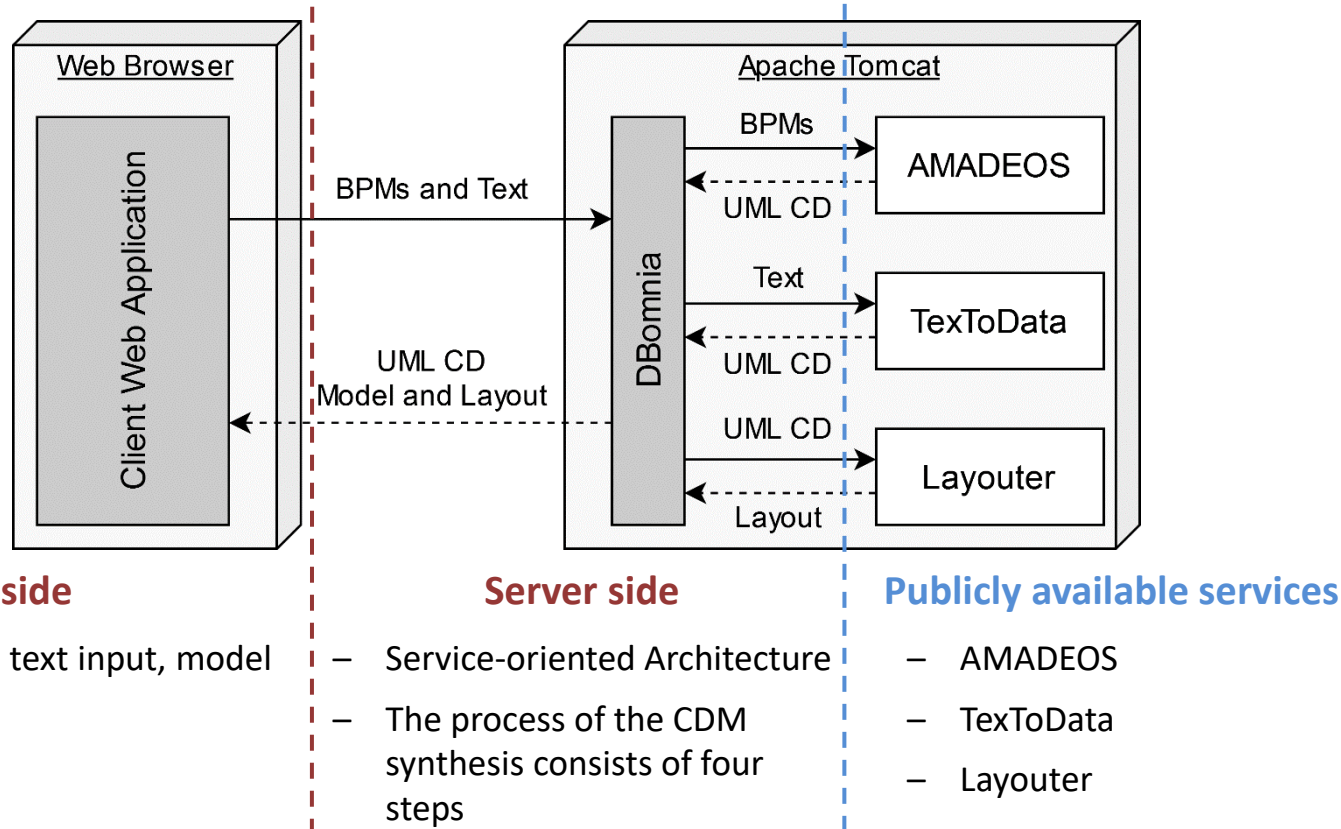 Web Browser
Apache Tomcat
Client Web Application
BPMs and Text
UML CD
Model and Layout
DBomnia
BPMs
UML CD
AMADEOS
Text
UML CD
TexToData
UML CD
Layout
Layouter
side
text input, model
Server side
– Service-oriented Architecture
– The process of the CDM
synthesis consists of four
steps
Publicly available services
– AMADEOS
– TexToData
– Layouter